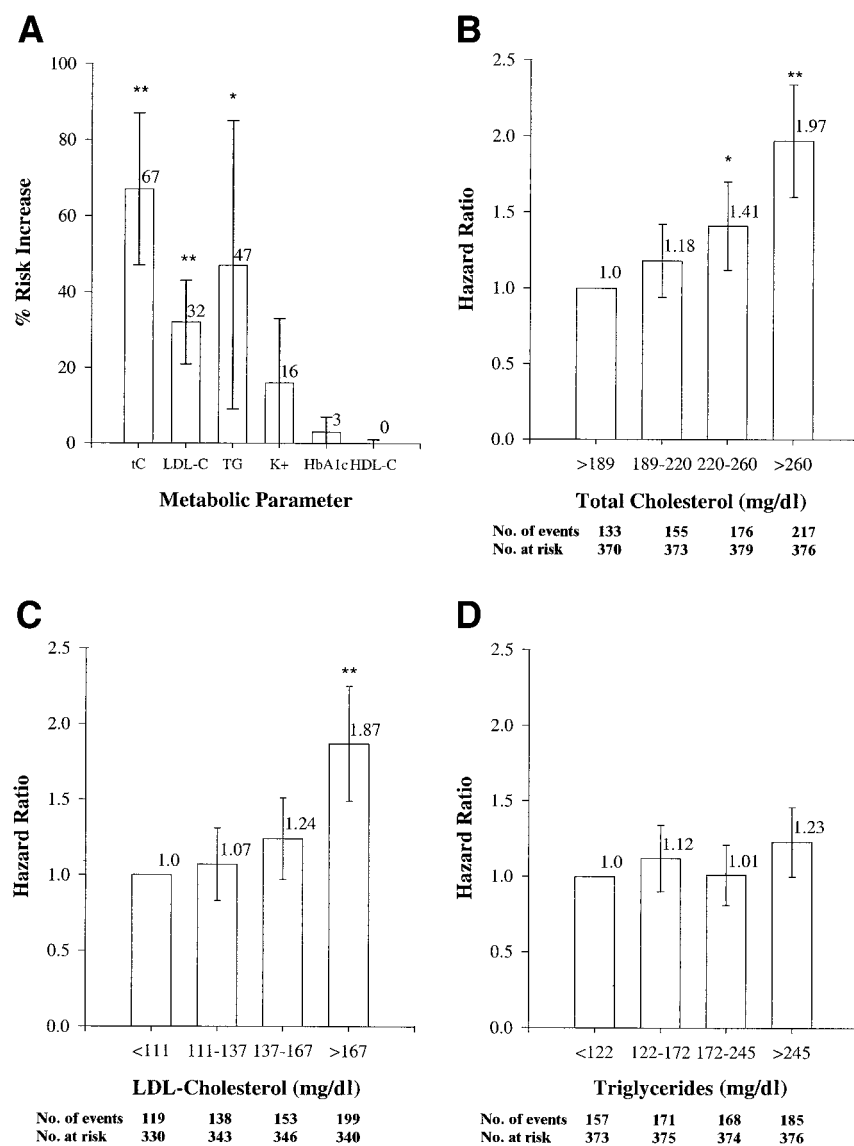 A
100
80
60
40
20
0
% Risk Increase
**
67
**
32
*
47
16
3
0
tC LDL-C TG K+ HbA1c HDL-C
Metabolic Parameter
B
2.5
2.0
1.5
1.0
0.5
0.0
Hazard Ratio
1.0
1.18
*
1.41
**
1.97
>189 189-220 220-260 >260
Total Cholesterol (mg/dl)
No. of events 133 155 176 217
No. at risk 370 373 379 376
C
2.5
2.0
1.5
1.0
0.5
0.0
Hazard Ratio
1.0
1.07
1.24
**
1.87
<111 111-137 137-167 >167
LDL-Cholesterol (mg/dl)
No. of events 119 138 153 199
No. at risk 330 343 346 340
D
2.5
2.0
1.5
1.0
0.5
0.0
Hazard Ratio
1.0
1.12
1.01
1.23
<122 122-172 172-245 >245
Triglycerides (mg/dl)
No. of events 157 171 168 185
No. at risk 373 375 374 376